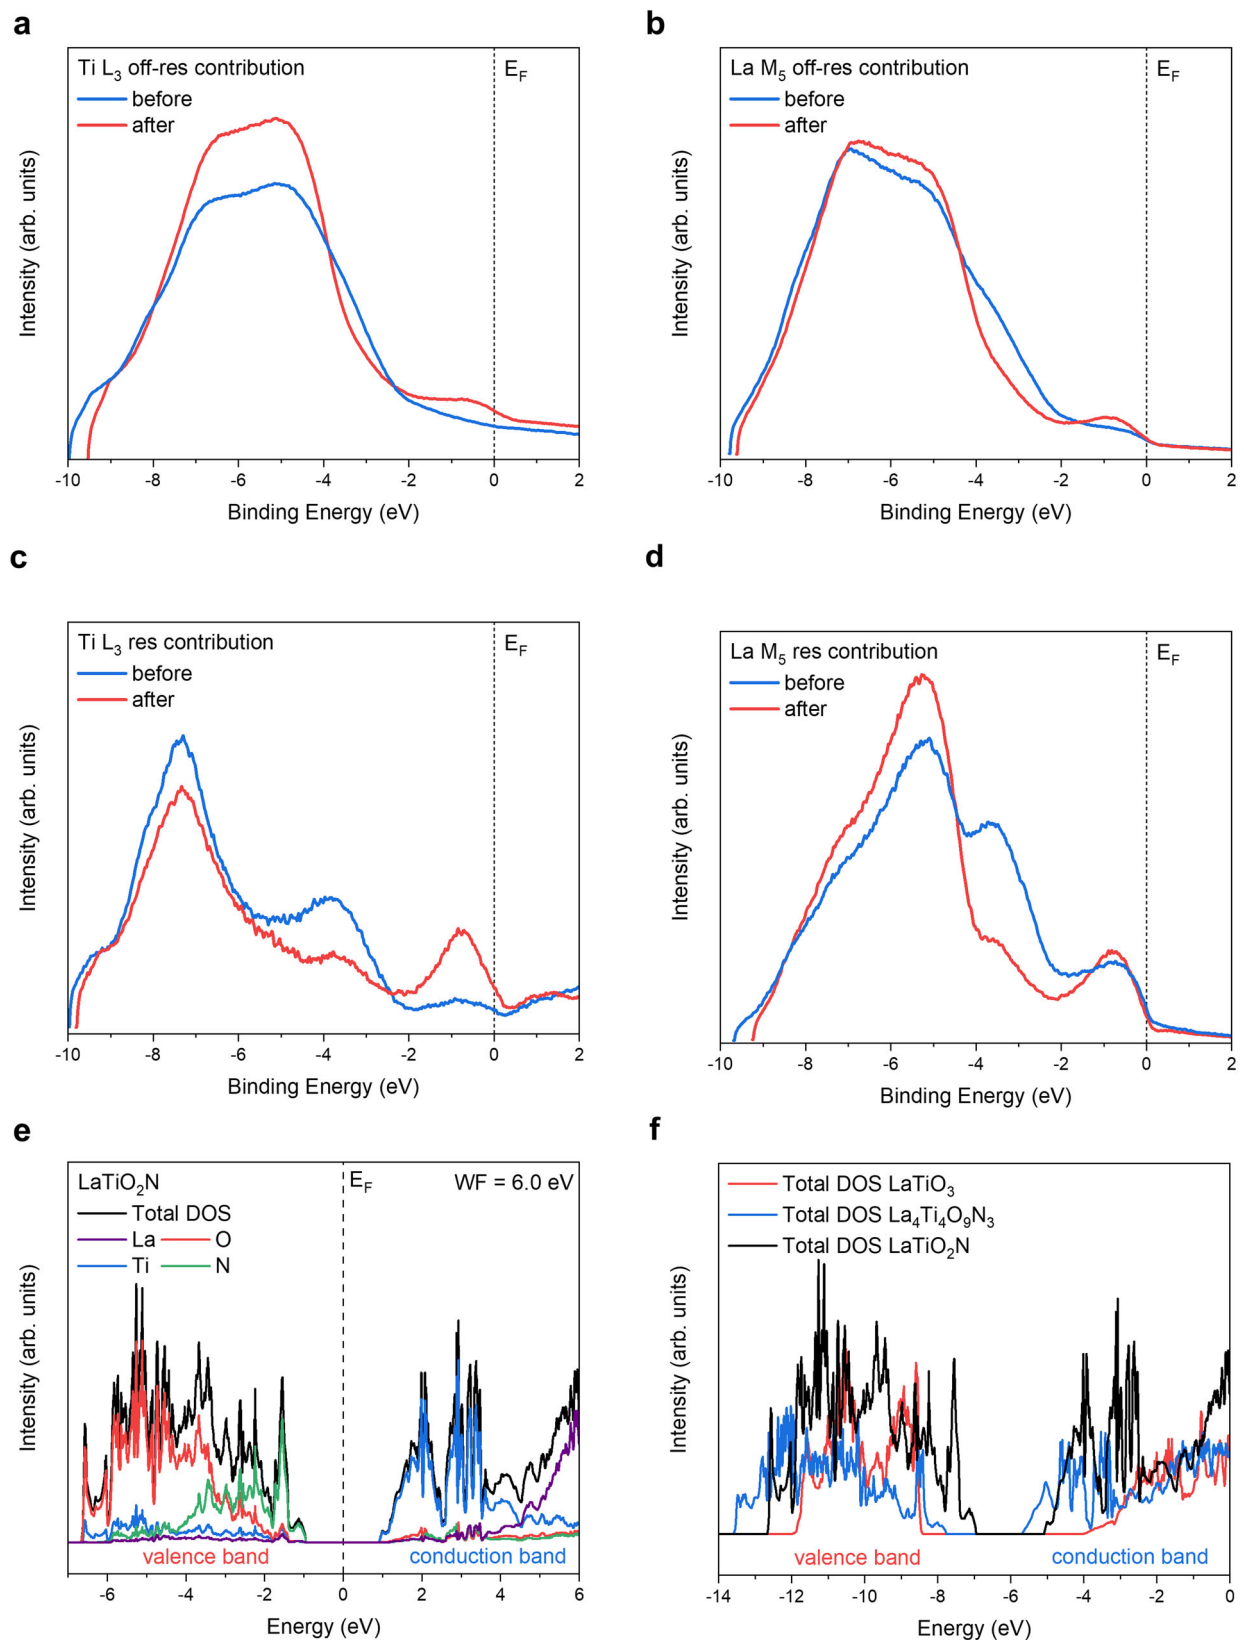 a
Ti L₃ off-res contribution
before
after
E_F
Intensity (arb. units)
-10 -8 -6 -4 -2 0 2
Binding Energy (eV)
b
La M₅ off-res contribution
before
after
E_F
Intensity (arb. units)
-10 -8 -6 -4 -2 0 2
Binding Energy (eV)
c
Ti L₃ res contribution
before
after
E_F
Intensity (arb. units)
-10 -8 -6 -4 -2 0 2
Binding Energy (eV)
d
La M₅ res contribution
before
after
E_F
Intensity (arb. units)
-10 -8 -6 -4 -2 0 2
Binding Energy (eV)
e
LaTiO₂N
E_F
WF = 6.0 eV
Total DOS
La O
Ti N
Intensity (arb. units)
valence band
conduction band
-6 -4 -2 0 2 4 6
Energy (eV)
f
Total DOS LaTiO₃
Total DOS La₄Ti₄O₉N₃
Total DOS LaTiO₂N
Intensity (arb. units)
valence band
conduction band
-14 -12 -10 -8 -6 -4 -2 0
Energy (eV)